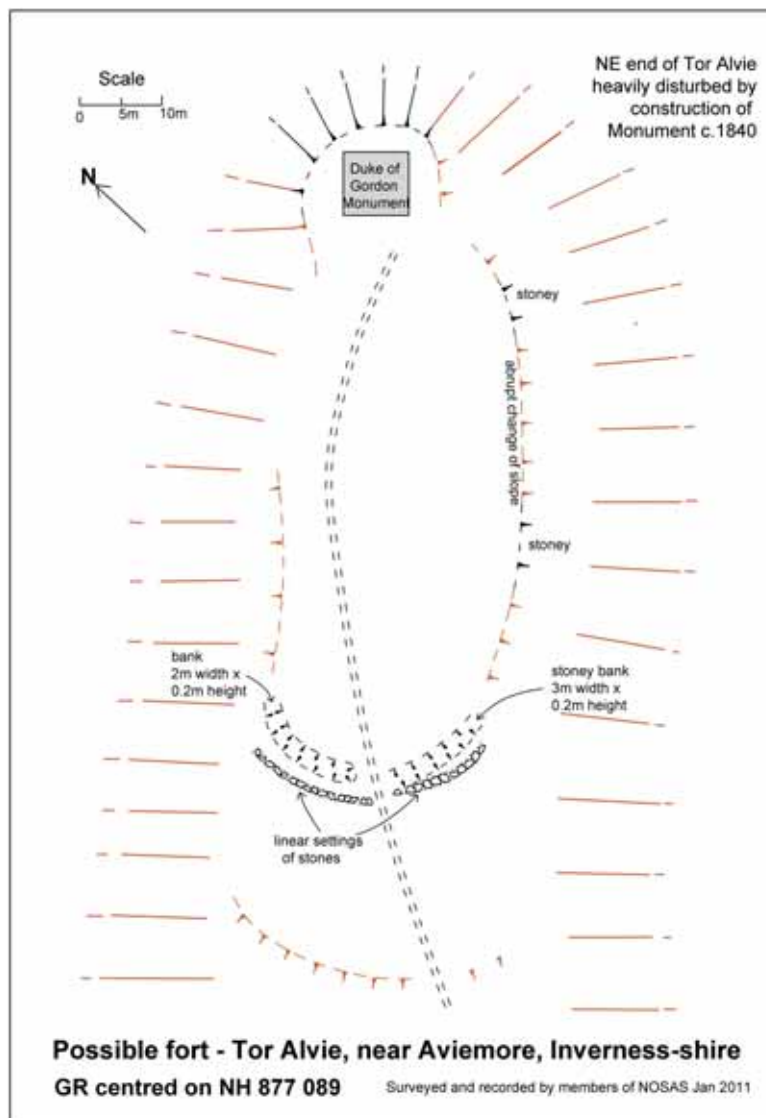 Scale
0 5m 10m
N
NE end of Tor Alvie
heavily disturbed by
construction of
Monument c.1840
Duke of
Gordon
Monument
stoney
abrupt change of slope
stoney
bank
2m width x
0.2m height
stoney bank
3m width x
0.2m height
linear settings
of stones
Possible fort - Tor Alvie, near Aviemore, Inverness-shire
GR centred on NH 877 089 Surveyed and recorded by members of NOSAS Jan 2011